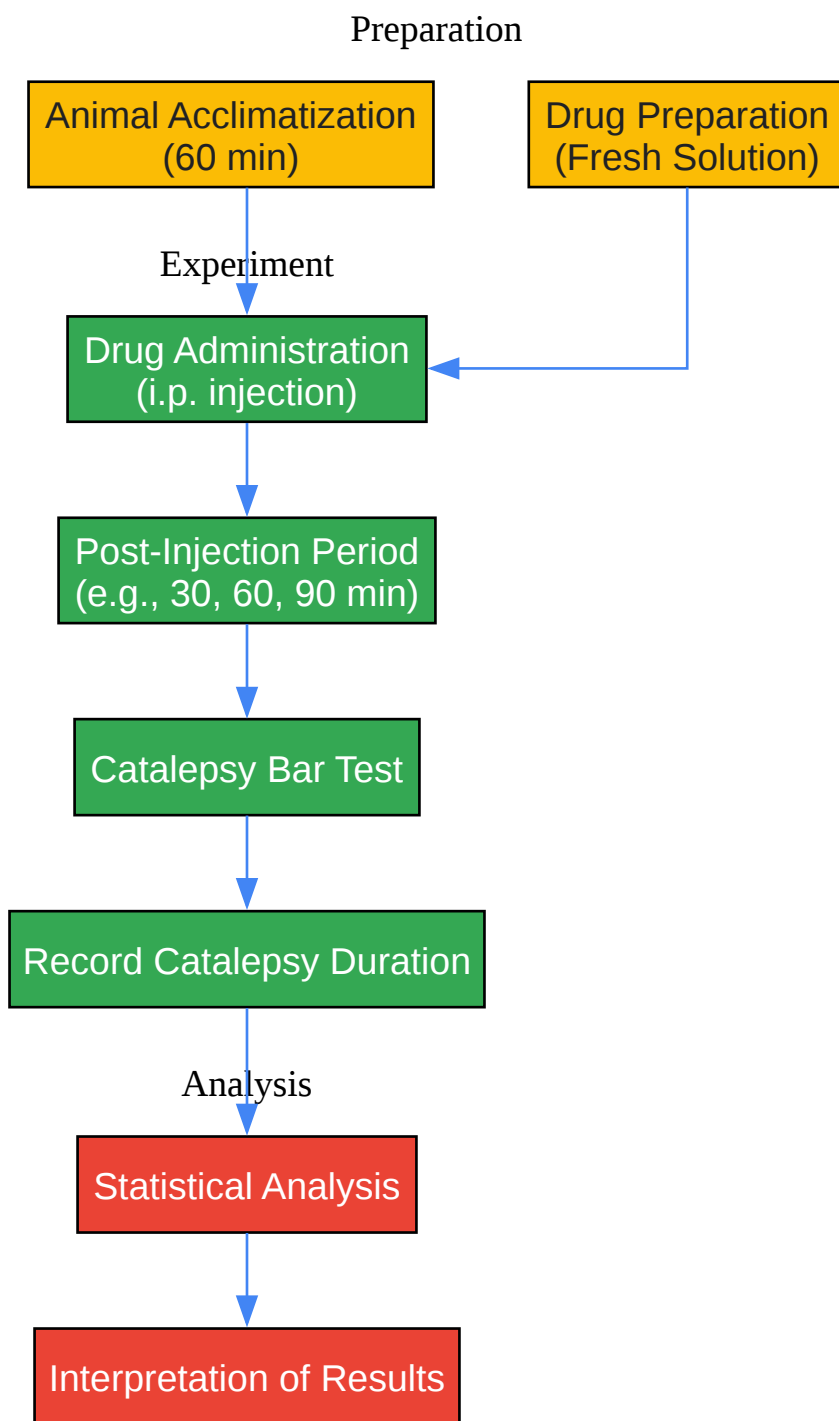 Preparation
Animal Acclimatization
(60 min)
Drug Preparation
(Fresh Solution)
Experiment
Drug Administration
(i.p. injection)
Post-Injection Period
(e.g., 30, 60, 90 min)
Catalepsy Bar Test
Record Catalepsy Duration
Analysis
Statistical Analysis
Interpretation of Results